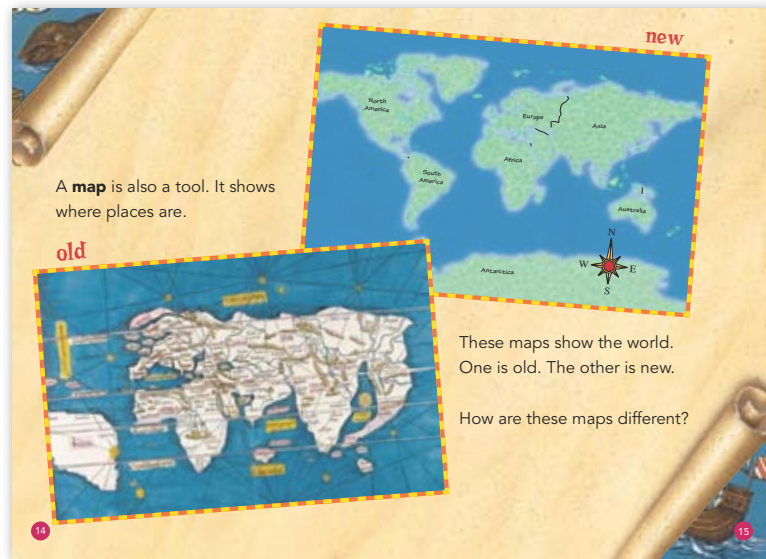 new
North
America
Europe
Asia
Africa
South
America
Australia
N
W E
S
Antarctica
A map is also a tool. It shows
where places are.
old
These maps show the world.
One is old. The other is new.
How are these maps different?
14
15